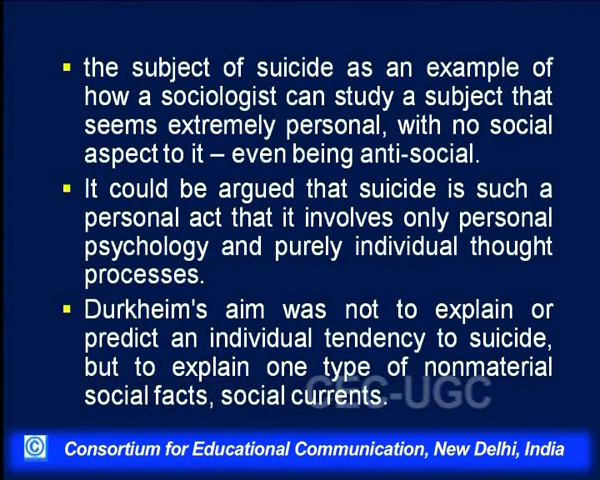 ▪ the subject of suicide as an example of
how a sociologist can study a subject that
seems extremely personal, with no social
aspect to it – even being anti-social.
▪ It could be argued that suicide is such a
personal act that it involves only personal
psychology and purely individual thought
processes.
▪ Durkheim's aim was not to explain or
predict an individual tendency to suicide,
but to explain one type of nonmaterial
social facts, social currents.
CEC-UGC
© Consortium for Educational Communication, New Delhi, India